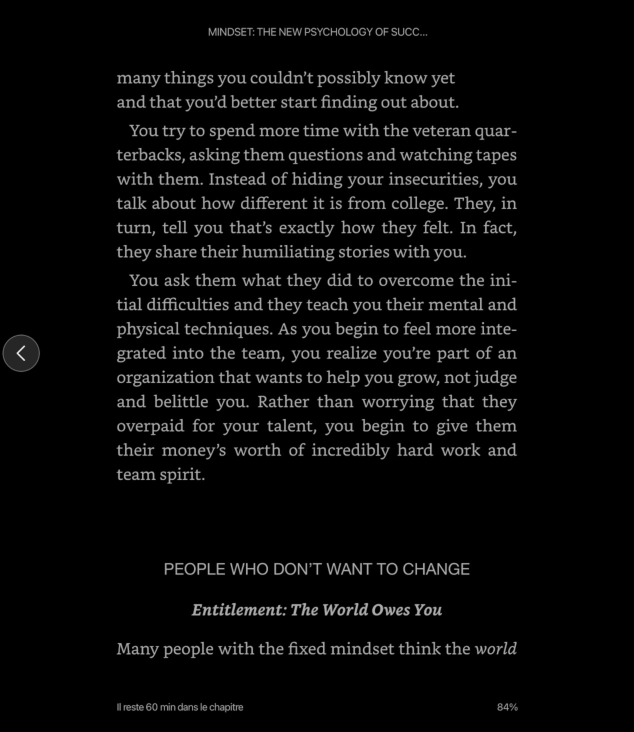 MINDSET: THE NEW PSYCHOLOGY OF SUCC...
many things you couldn't possibly know yet
and that you'd better start finding out about.
You try to spend more time with the veteran quar-
terbacks, asking them questions and watching tapes
with them. Instead of hiding your insecurities, you
talk about how different it is from college. They, in
turn, tell you that's exactly how they felt. In fact,
they share their humiliating stories with you.
You ask them what they did to overcome the ini-
tial difficulties and they teach you their mental and
physical techniques. As you begin to feel more inte-
grated into the team, you realize you're part of an
organization that wants to help you grow, not judge
and belittle you. Rather than worrying that they
overpaid for your talent, you begin to give them
their money's worth of incredibly hard work and
team spirit.
PEOPLE WHO DON'T WANT TO CHANGE
Entitlement: The World Owes You
Many people with the fixed mindset think the world
Il reste 60 min dans le chapitre 84%